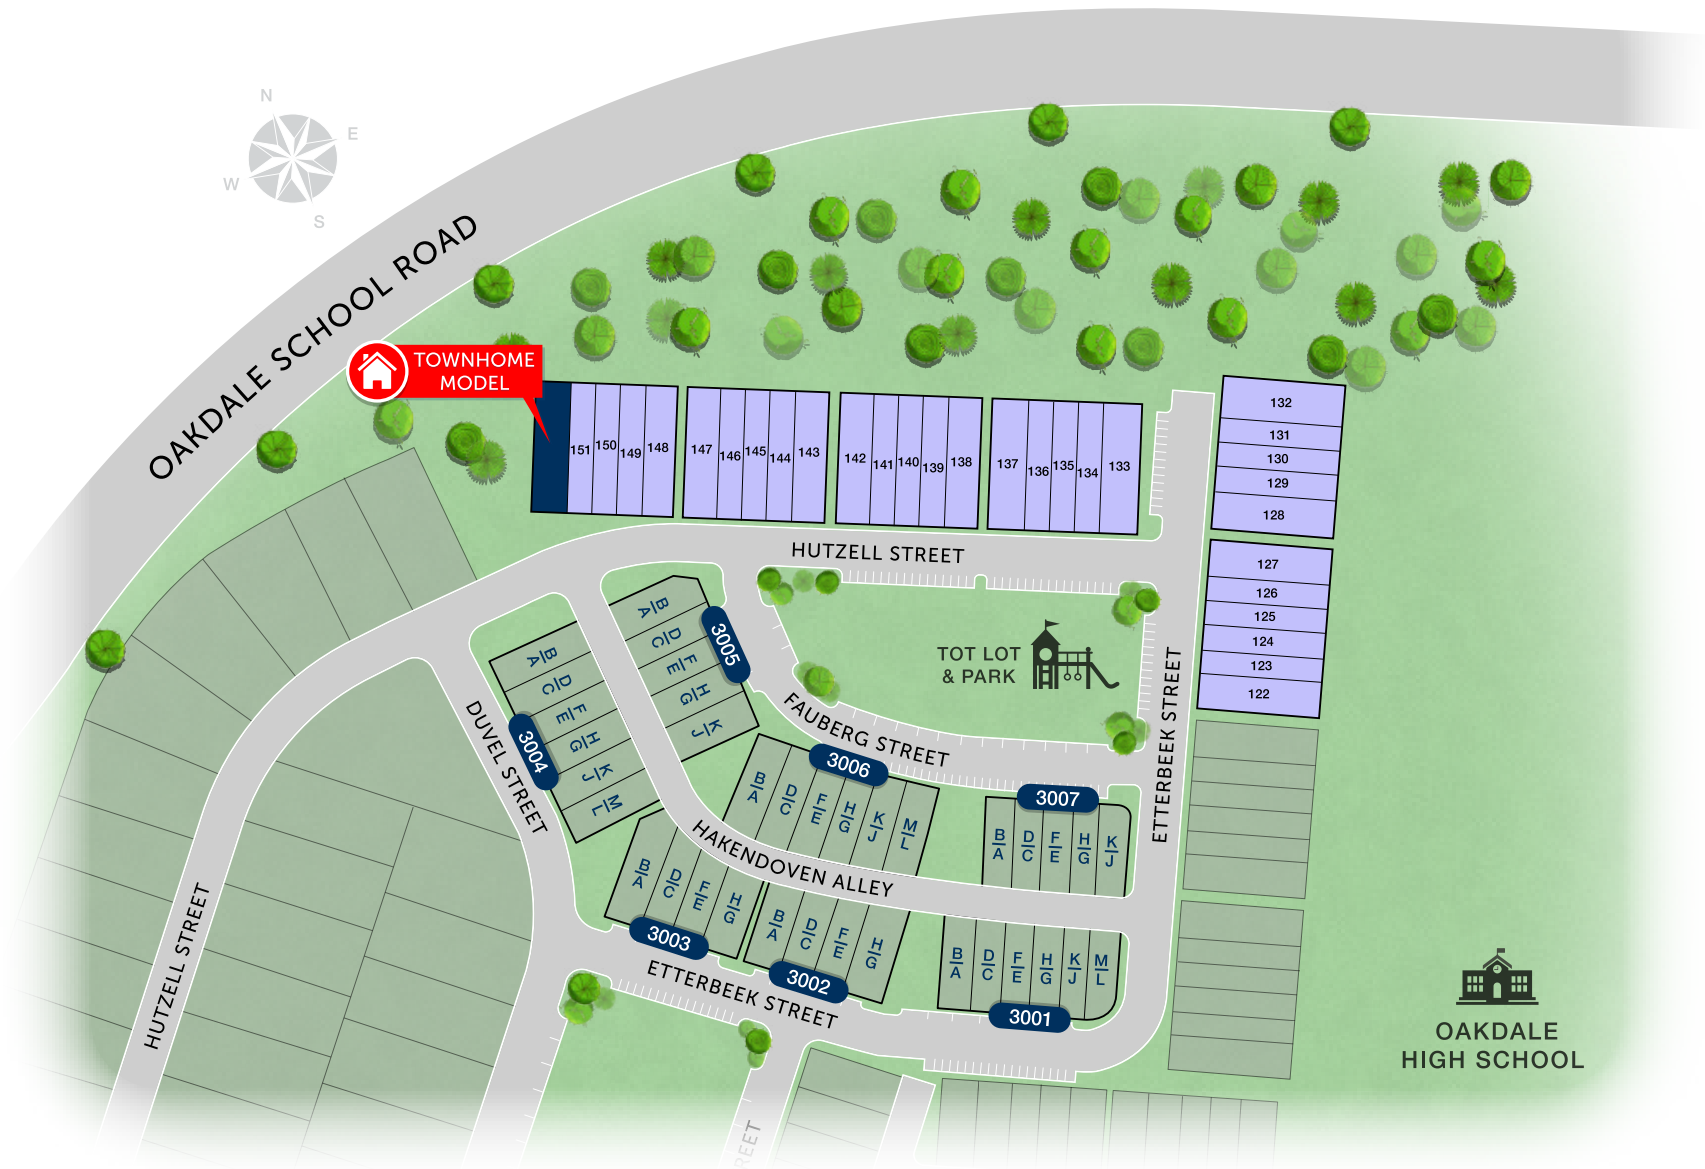 N
E
W
S
OAKDALE SCHOOL ROAD
TOWNHOME
MODEL
151
150
149
148
147
146
145
144
143
142
141
140
139
138
137
136
135
134
133
132
131
130
129
128
127
126
125
124
123
122
HUTZELL STREET
TOT LOT
& PARK
ETTERBEEK STREET
FAUBERG STREET
DUVEL STREET
HAKENDOVEN ALLEY
HUTZELL STREET
ETTERBEEK STREET
3005
B
A
D
C
F
E
H
G
K
J
3004
B
A
D
C
F
E
H
G
K
J
M
L
3006
B
A
D
C
F
E
H
G
K
J
M
L
3007
B
A
D
C
F
E
H
G
K
J
3003
B
A
D
C
F
E
H
G
3002
B
A
D
C
F
E
H
G
3001
B
A
D
C
F
E
H
G
K
J
M
L
OAKDALE
HIGH SCHOOL
REET